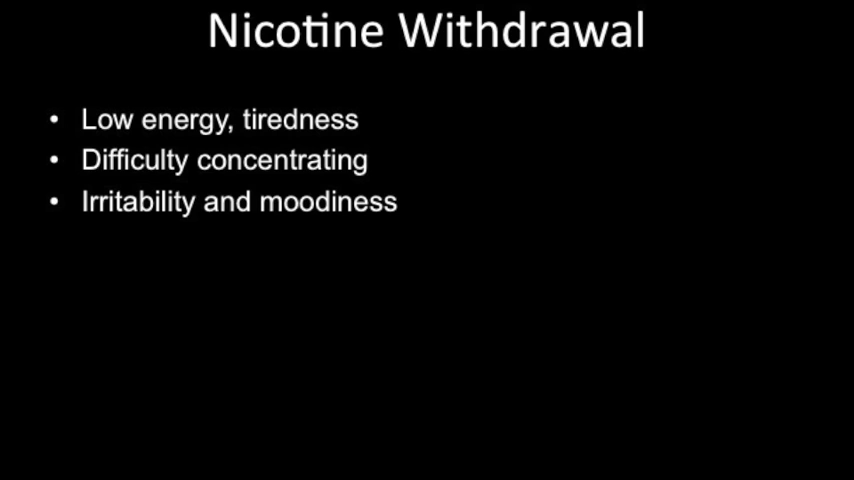 Nicotine Withdrawal
• Low energy, tiredness
• Difficulty concentrating
• Irritability and moodiness